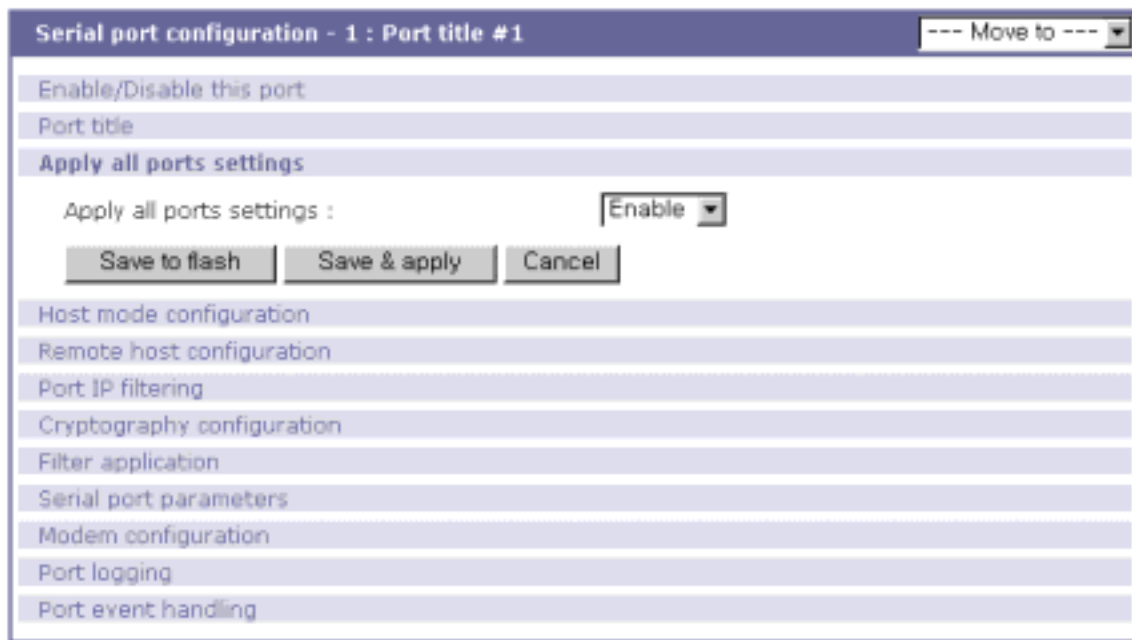 Serial port configuration - 1 : Port title #1 --- Move to ---
Enable/Disable this port
Port title
Apply all ports settings
Apply all ports settings : Enable
Save to flash Save & apply Cancel
Host mode configuration
Remote host configuration
Port IP filtering
Cryptography configuration
Filter application
Serial port parameters
Modem configuration
Port logging
Port event handling